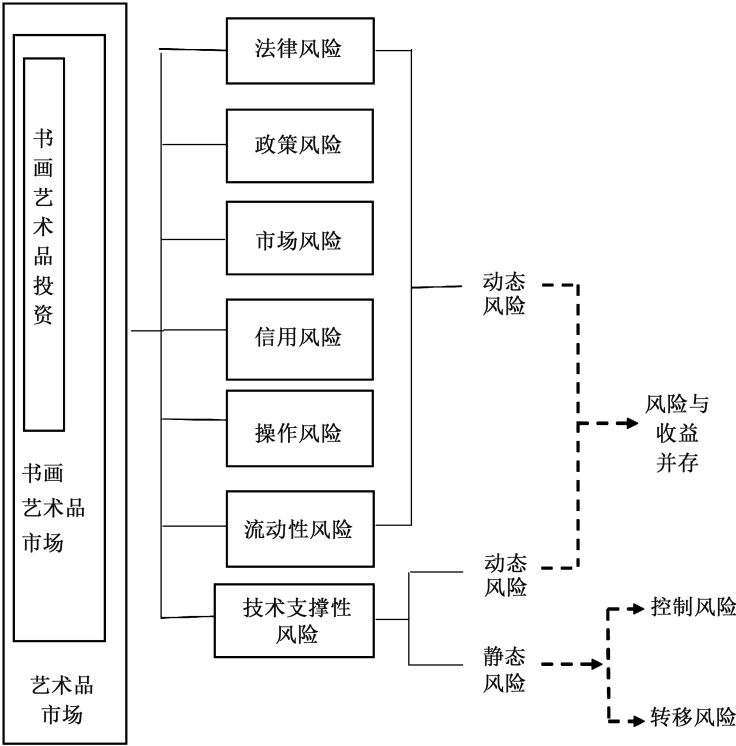 书画艺术品投资
书画
艺术品
市场
艺术品
市场
法律风险
政策风险
市场风险
信用风险
操作风险
流动性风险
技术支撑性
风险
动态
风险
动态
风险
静态
风险
风险与
收益
并存
控制风险
转移风险